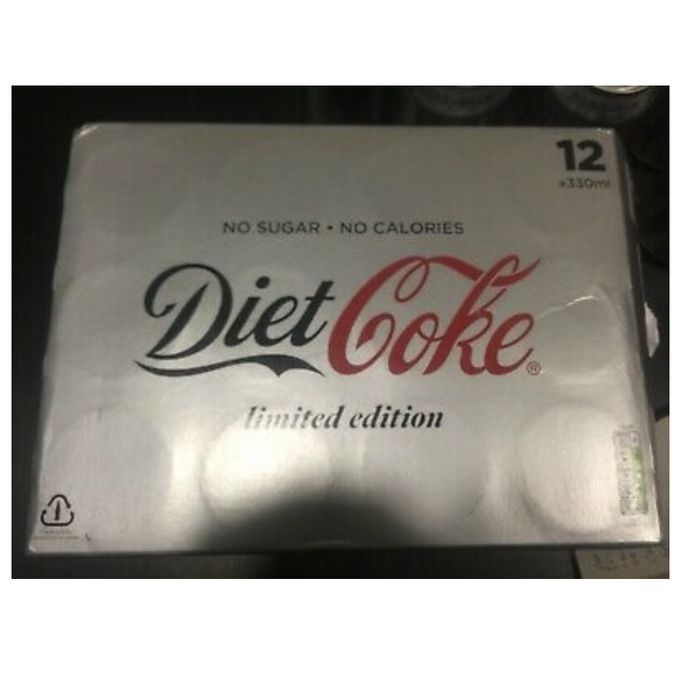 12
x330ml
NO SUGAR • NO CALORIES
Diet Coke®
limited edition